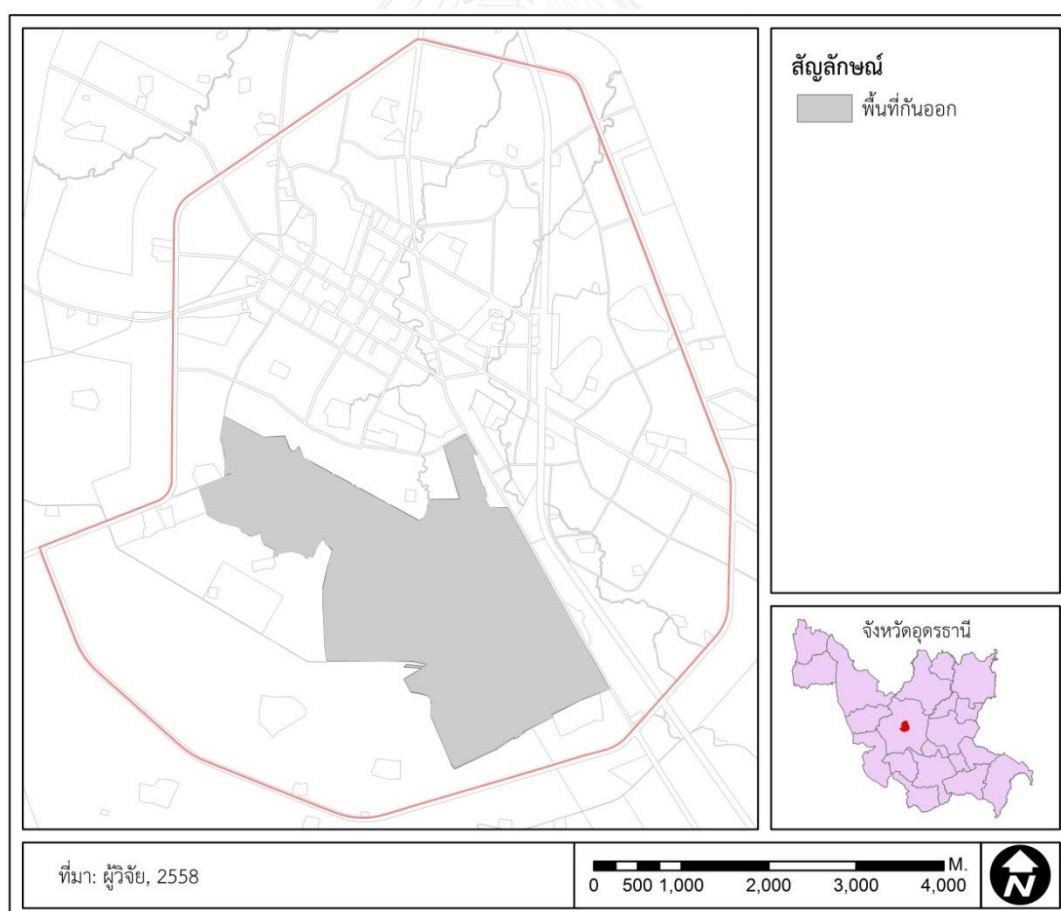 สัญลักษณ์
พื้นที่กันออก
จังหวัดอุดรธานี
ที่มา: ผู้วิจัย, 2558
M.
0 500 1,000 2,000 3,000 4,000
N